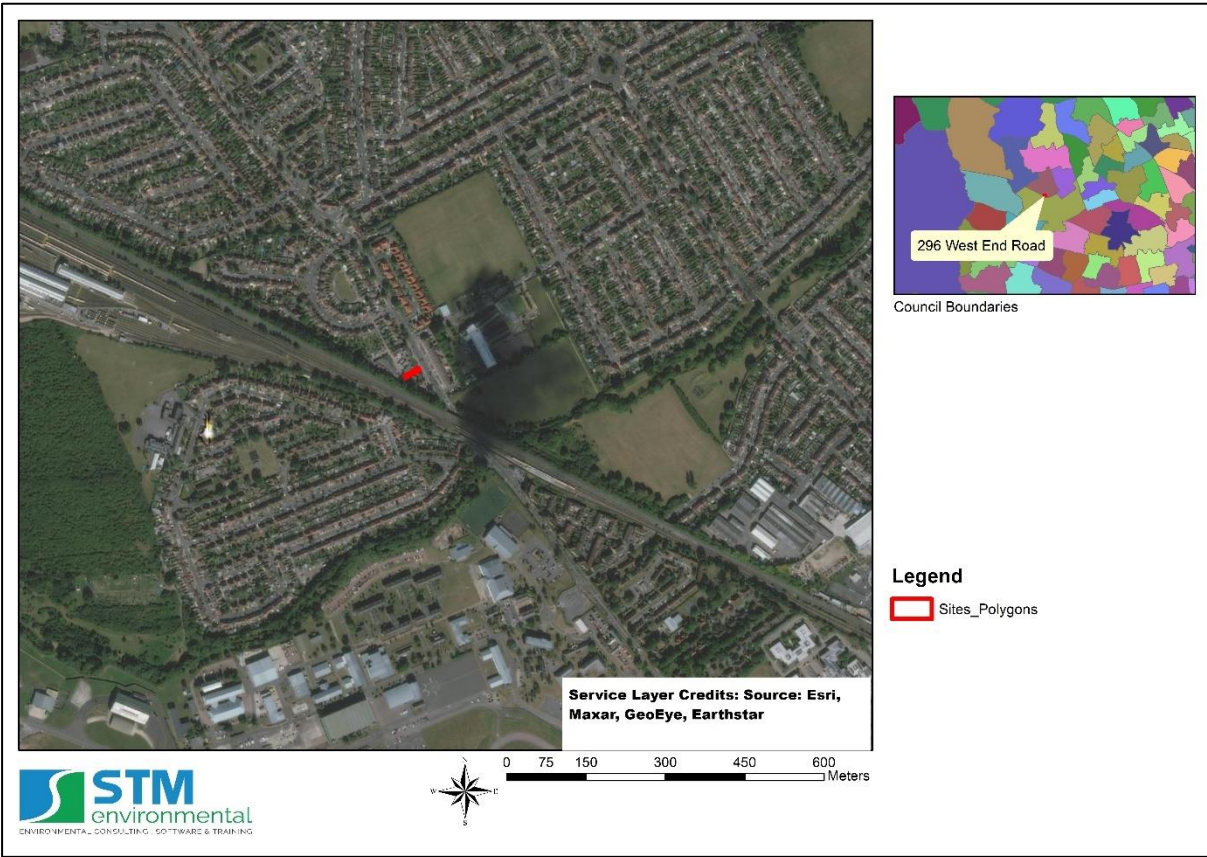 296 West End Road
Council Boundaries
Legend
Sites_Polygons
Service Layer Credits: Source: Esri,
Maxar, GeoEye, Earthstar
N
W E
S
0 75 150 300 450 600
Meters
STM
environmental
ENVIRONMENTAL CONSULTING . SOFTWARE & TRAINING